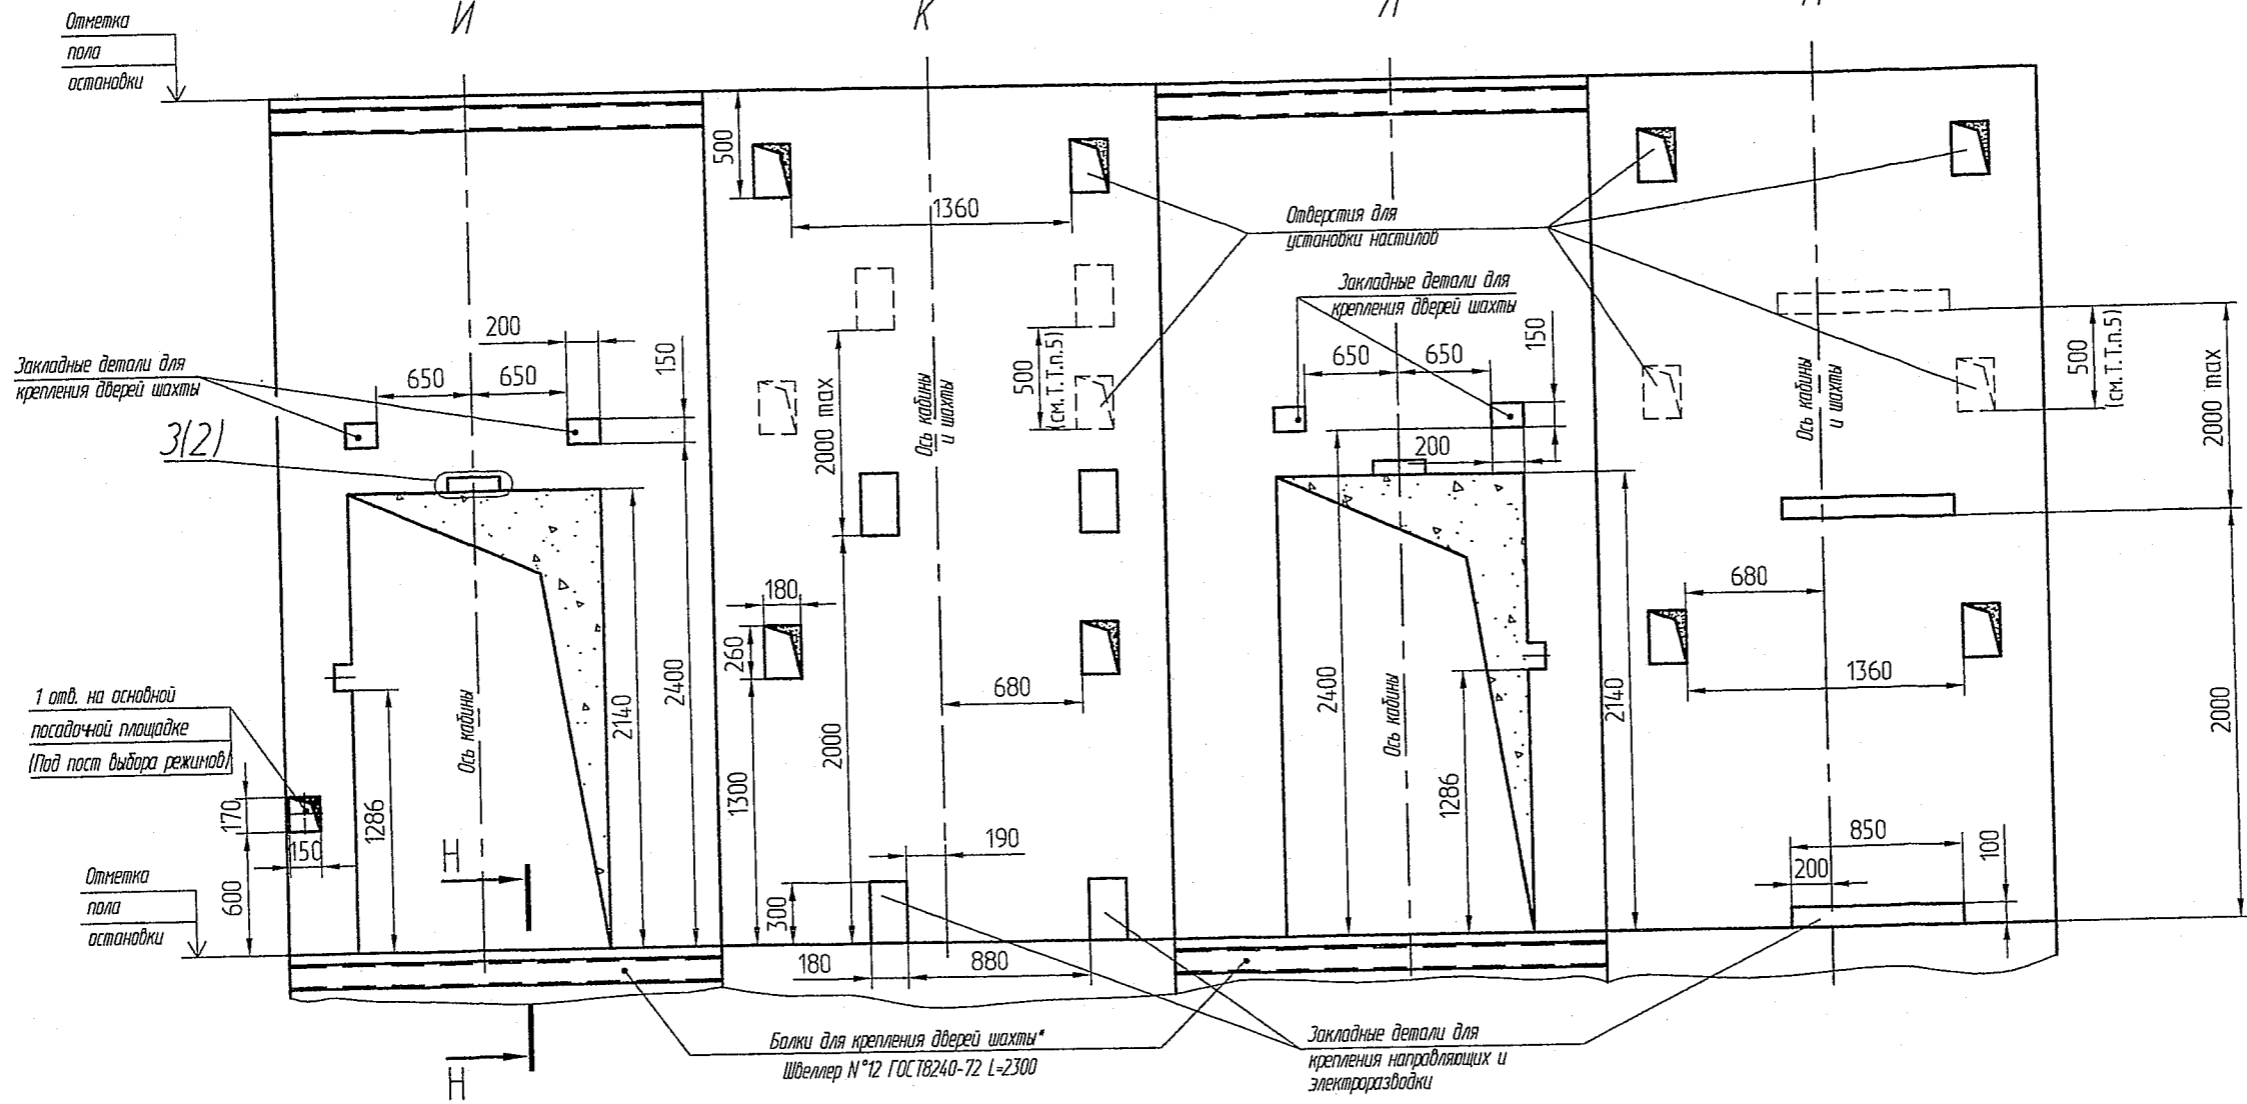 Отметка
пола
остановки
И
К
Л
500
1360
Отверстия для
установки настилов
Закладные детали для
крепления дверей шахты
200
150
650
650
Закладные детали для
крепления дверей шахты
3(2)
2000 max
Ось кабины
и шахты
500
(см.Т.Т.п.5)
650
650
150
200
Ось кабины
и шахты
500
(см.Т.Т.п.5)
2000 max
180
260
680
680
1360
1 отв. на основной
посадочной площадке
(Под пост выбора режимов)
170
150
600
1286
Ось кабины
2140
2400
1300
2000
2400
Ось кабины
1286
2140
2000
Н
190
300
180
880
850
200
100
Отметка
пола
остановки
Н
Балки для крепления дверей шахты*
Швеллер N°12 ГОСТ8240-72 L=2300
Закладные детали для
крепления направляющих и
электроразводки